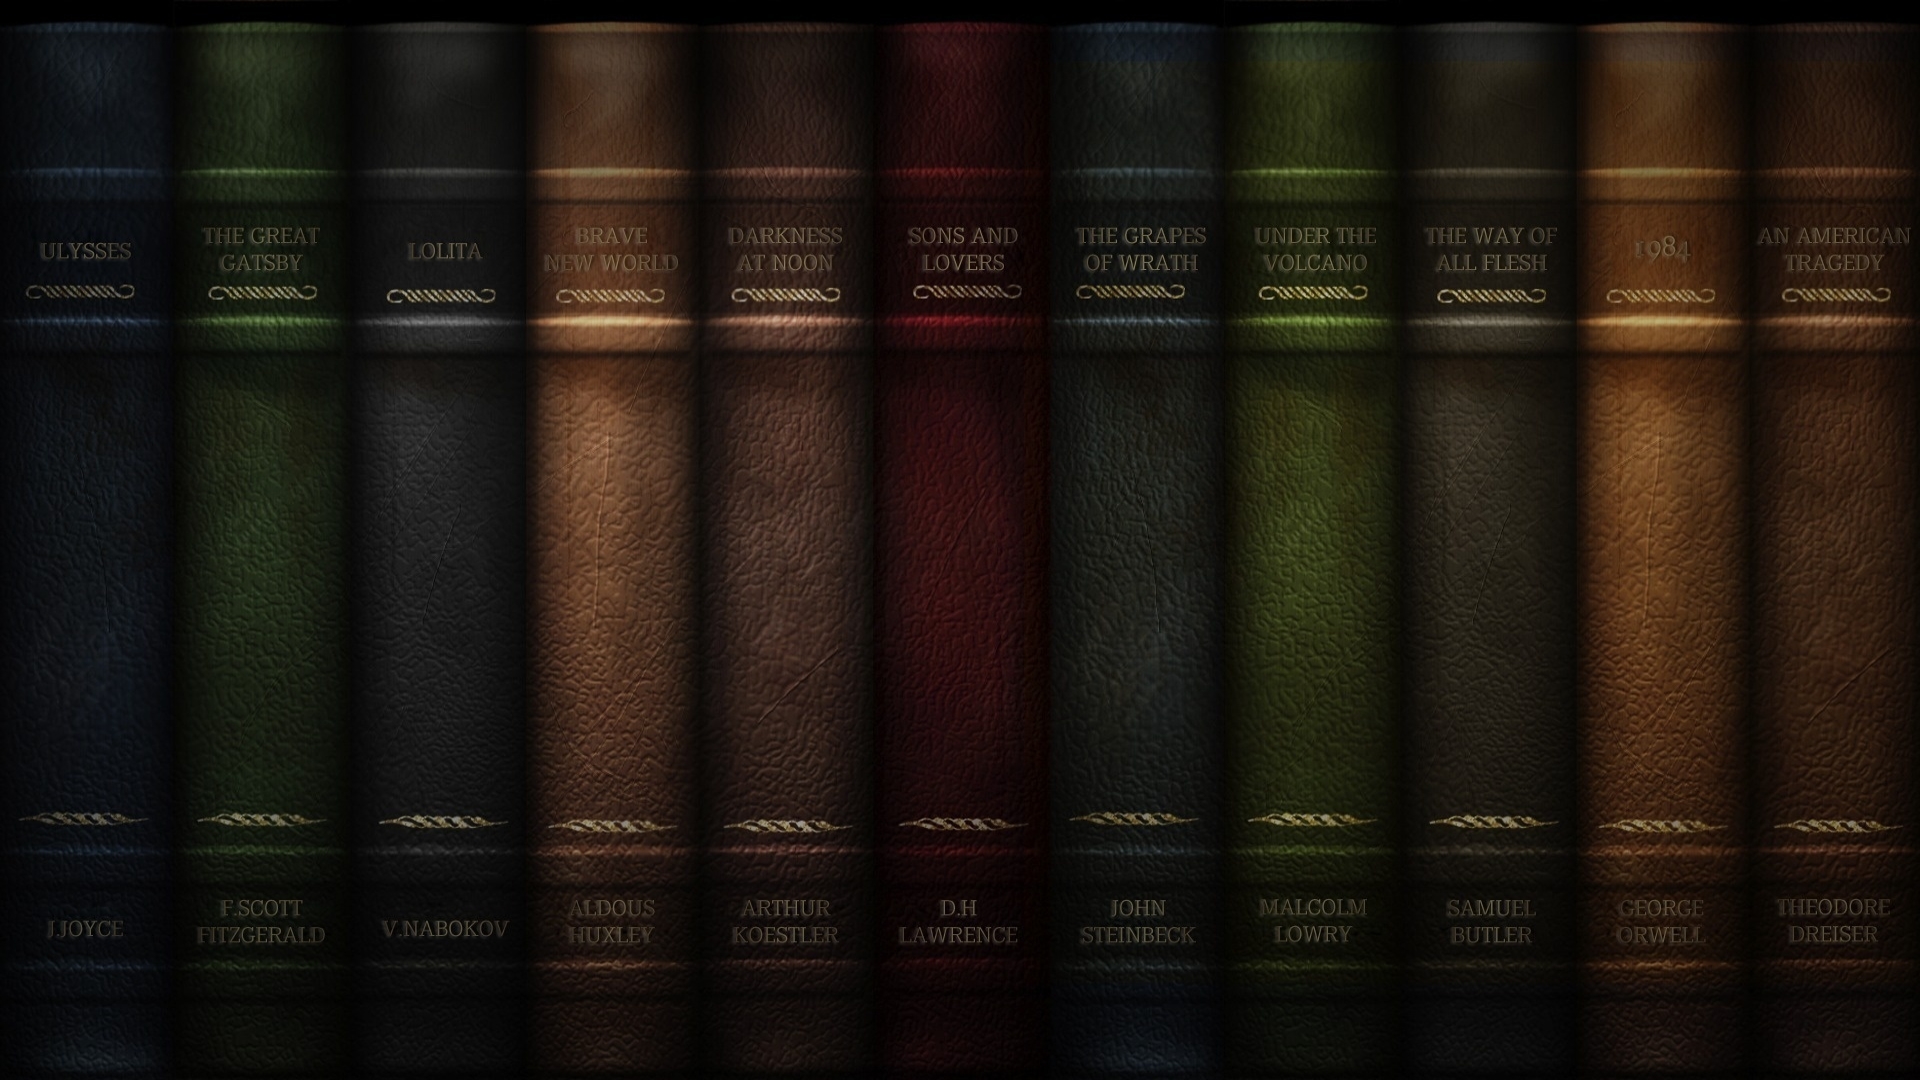 ULYSSES
J.JOYCE
THE GREAT
GATSBY
F.SCOTT
FITZGERALD
LOLITA
V.NABOKOV
BRAVE
NEW WORLD
ALDOUS
HUXLEY
DARKNESS
AT NOON
ARTHUR
KOESTLER
SONS AND
LOVERS
D.H
LAWRENCE
THE GRAPES
OF WRATH
JOHN
STEINBECK
UNDER THE
VOLCANO
MALCOLM
LOWRY
THE WAY OF
ALL FLESH
SAMUEL
BUTLER
1984
GEORGE
ORWELL
AN AMERICAN
TRAGEDY
THEODORE
DREISER